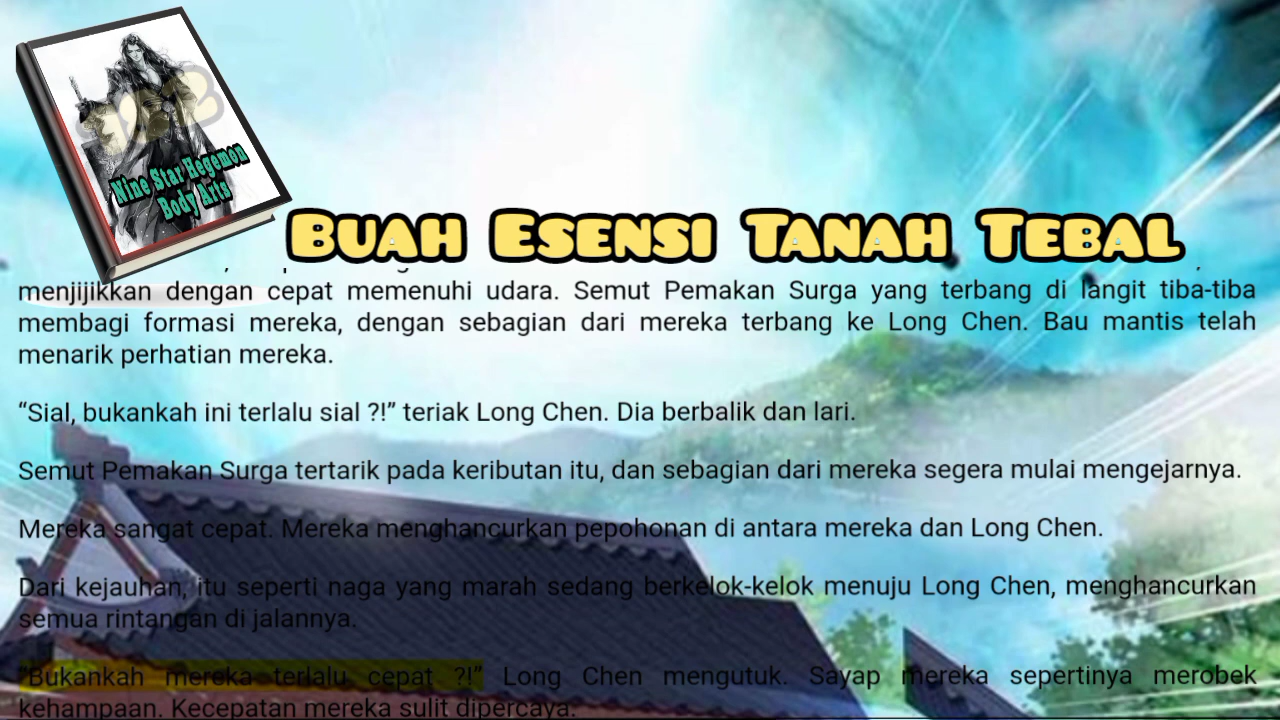 Nine Star Hegemon
Body Arts
BUAH ESENSI TANAH TEBAL
menjijikkan dengan cepat memenuhi udara. Semut Pemakan Surga yang terbang di langit tiba-tiba
membagi formasi mereka, dengan sebagian dari mereka terbang ke Long Chen. Bau mantis telah
menarik perhatian mereka.
“Sial, bukankah ini terlalu sial ?!” teriak Long Chen. Dia berbalik dan lari.
Semut Pemakan Surga tertarik pada keributan itu, dan sebagian dari mereka segera mulai mengejarnya.
Mereka sangat cepat. Mereka menghancurkan pepohonan di antara mereka dan Long Chen.
Dari kejauhan, itu seperti naga yang marah sedang berkelok-kelok menuju Long Chen, menghancurkan
semua rintangan di jalannya.
“Bukankah mereka terlalu cepat ?!” Long Chen mengutuk. Sayap mereka sepertinya merobek
kehampaan. Kecepatan mereka sulit dipercaya.